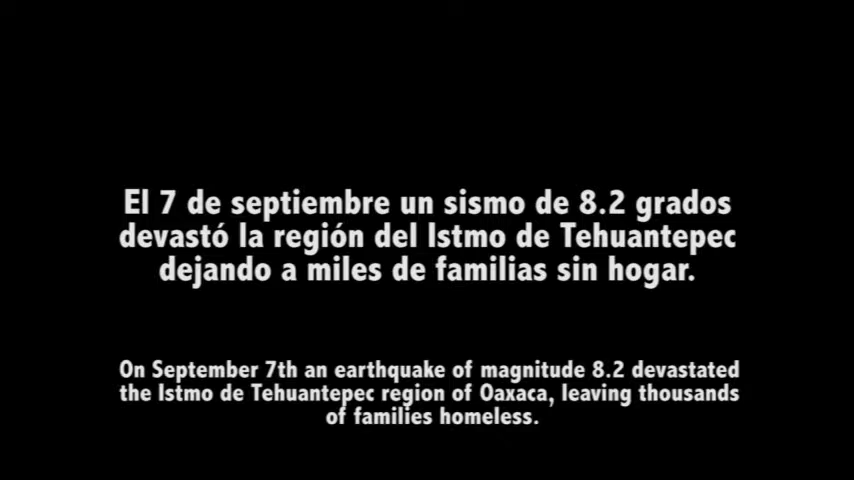 El 7 de septiembre un sismo de 8.2 grados
devastó la región del Istmo de Tehuantepec
dejando a miles de familias sin hogar.
On September 7th an earthquake of magnitude 8.2 devastated
the Istmo de Tehuantepec region of Oaxaca, leaving thousands
of families homeless.